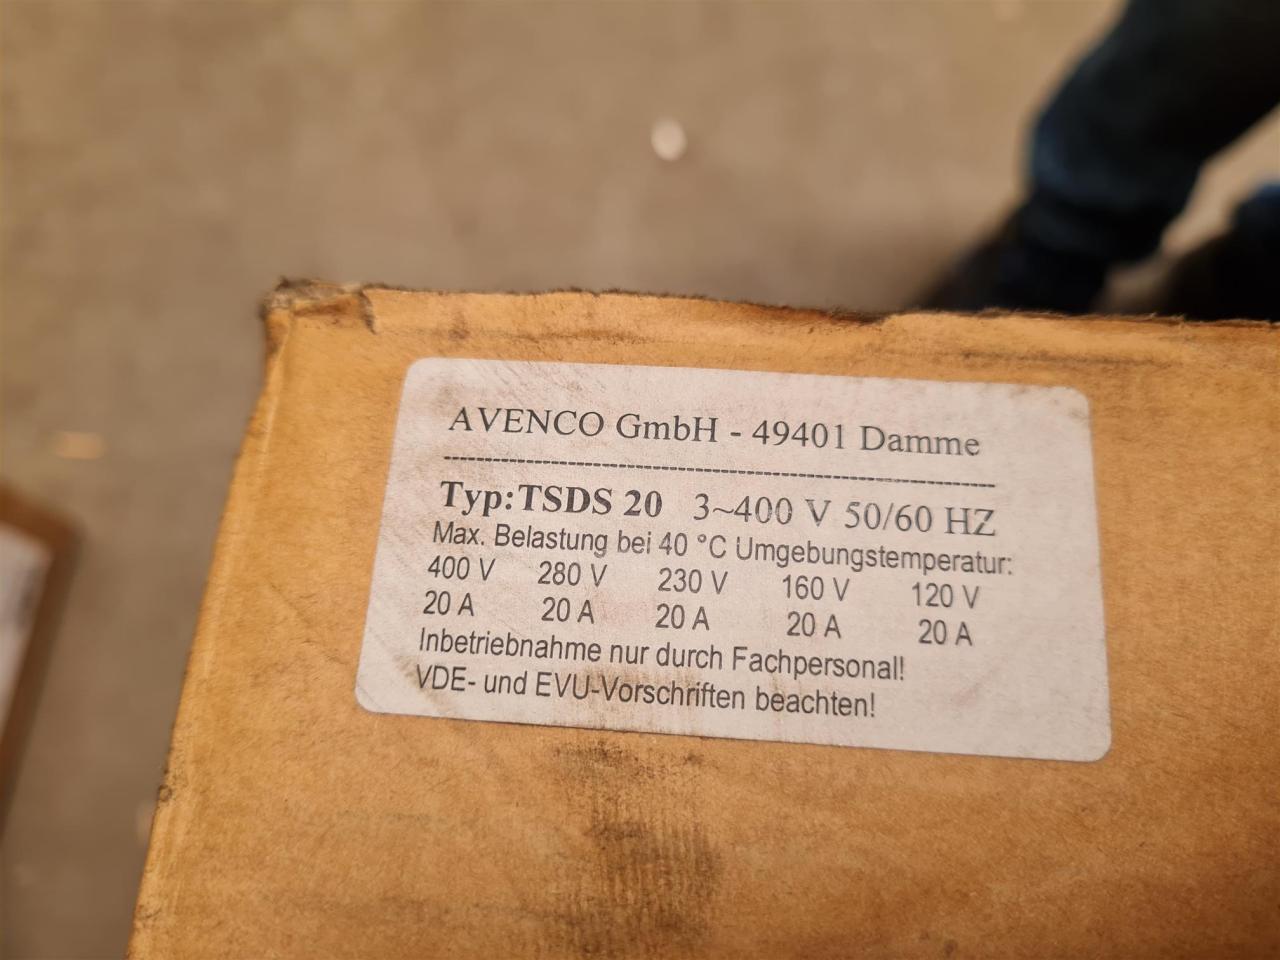 AVENCO GmbH - 49401 Damme
--------------------------------------------------------------------------------
Typ:TSDS 20 3~400 V 50/60 HZ
Max. Belastung bei 40 °C Umgebungstemperatur:
400 V 280 V 230 V 160 V 120 V
20 A 20 A 20 A 20 A 20 A
Inbetriebnahme nur durch Fachpersonal!
VDE- und EVU-Vorschriften beachten!